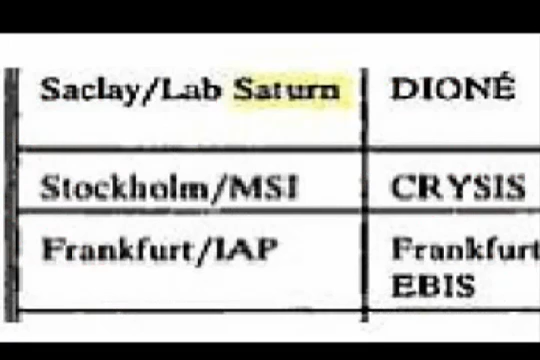 Saclay/Lab Saturn DIONÉ
Stockholm/MSI CRYSIS
Frankfurt/IAP Frankfurt
EBIS